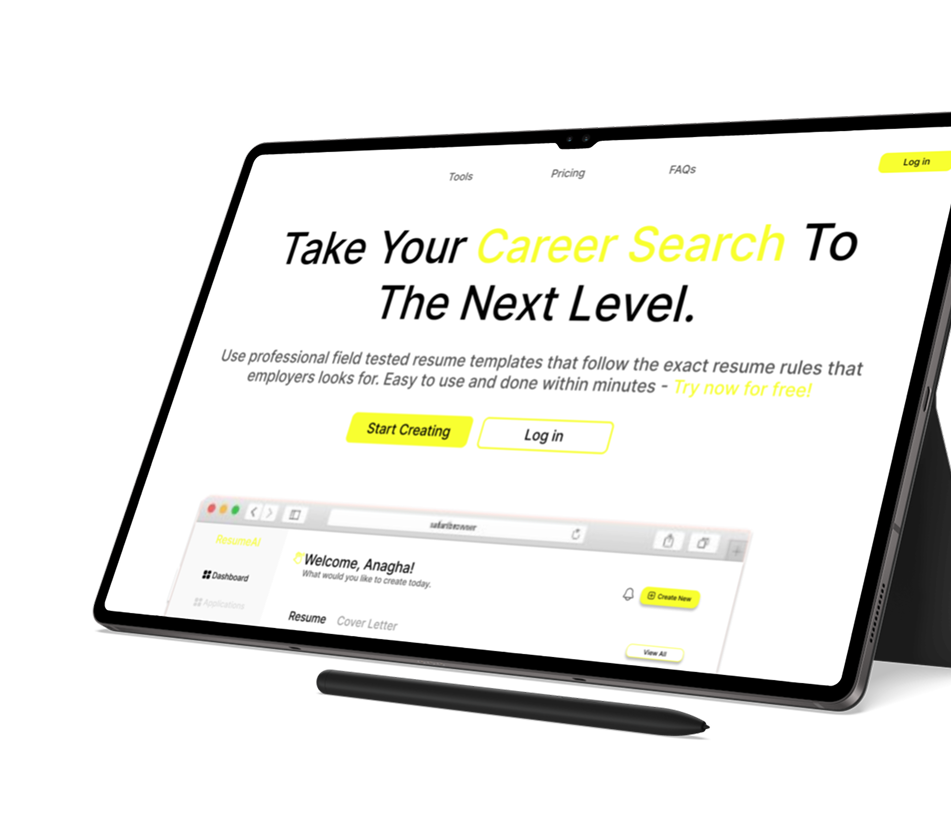 Tools Pricing FAQs Log in
Take Your Career Search To
The Next Level.
Use professional field tested resume templates that follow the exact resume rules that
employers looks for. Easy to use and done within minutes - Try now for free!
Start Creating Log in
safaribrowser
ResumeAI
Welcome, Anagha!
What would you like to create today.
Dashboard
Create New
Applications
Resume Cover Letter
View All